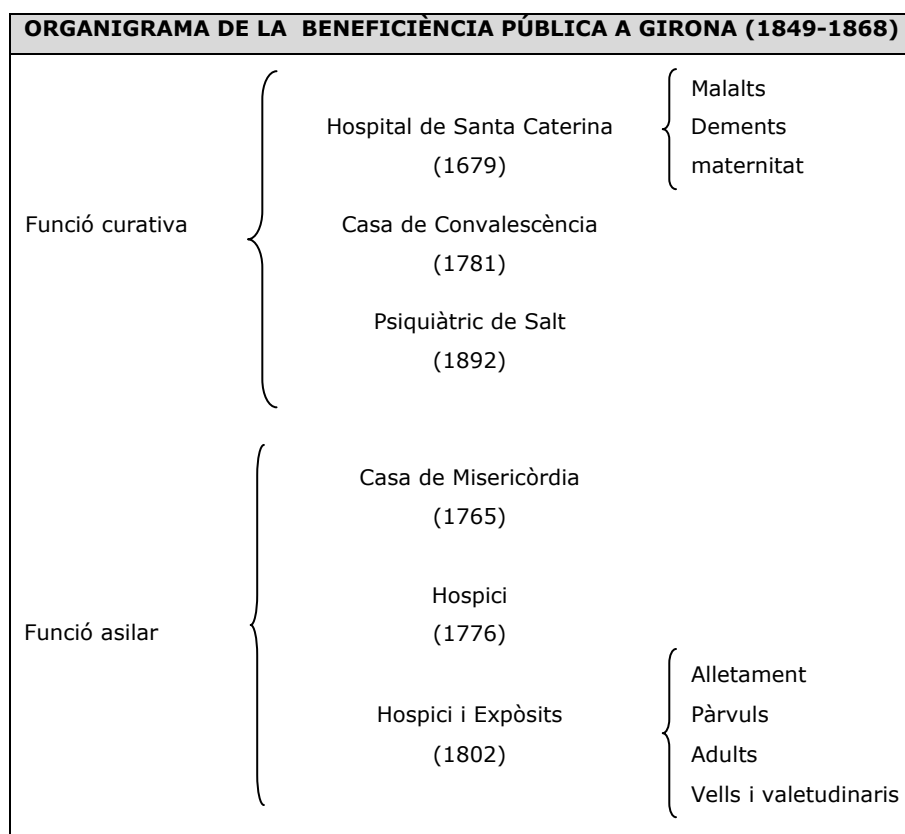 ORGANIGRAMA DE LA BENEFICIÈNCIA PÚBLICA A GIRONA (1849-1868)
Funció curativa
Hospital de Santa Caterina
(1679)
Malalts
Dements
maternitat
Casa de Convalescència
(1781)
Psiquiàtric de Salt
(1892)
Funció asilar
Casa de Misericòrdia
(1765)
Hospici
(1776)
Hospici i Expòsits
(1802)
Alletament
Pàrvuls
Adults
Vells i valetudinaris